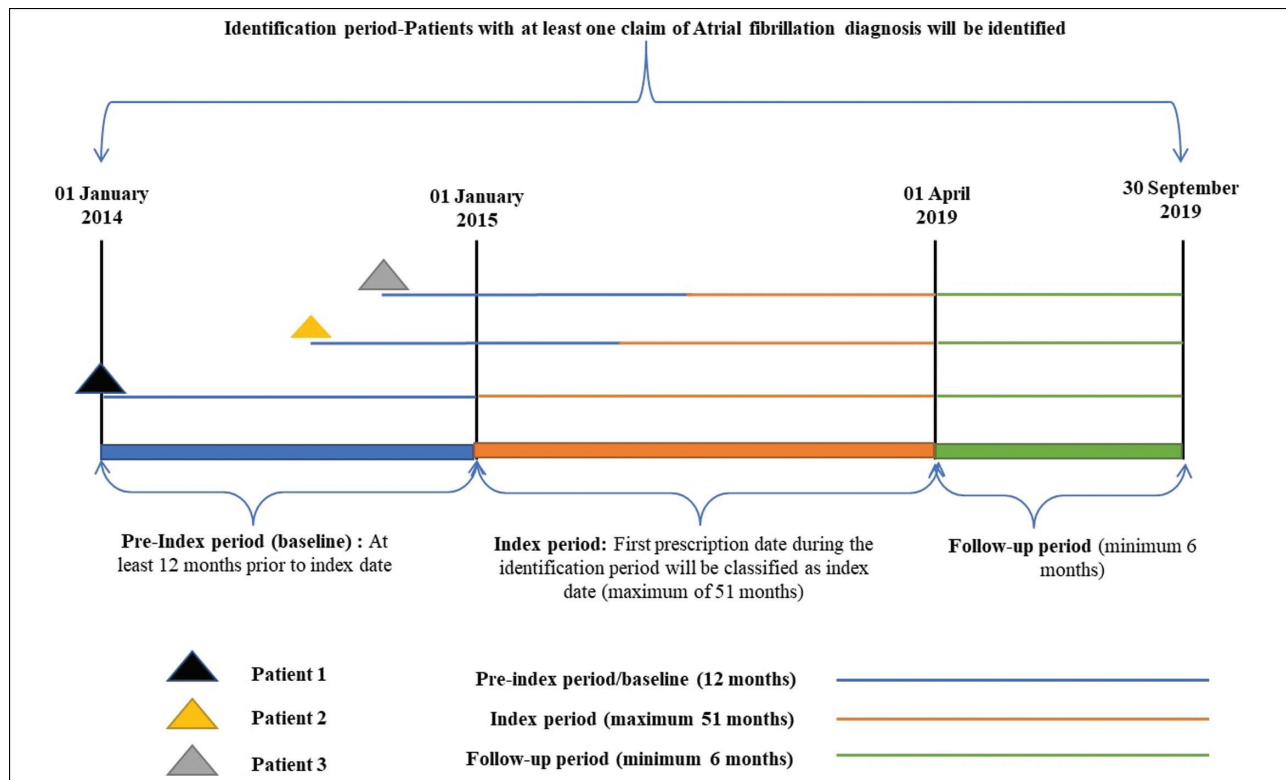 Identification period-Patients with at least one claim of Atrial fibrillation diagnosis will be identified
01 January
2014
01 January
2015
01 April
2019
30 September
2019
Pre-Index period (baseline) : At
least 12 months prior to index date
Index period: First prescription date during the
identification period will be classified as index
date (maximum of 51 months)
Follow-up period (minimum 6
months)
Patient 1
Patient 2
Patient 3
Pre-index period/baseline (12 months)
Index period (maximum 51 months)
Follow-up period (minimum 6 months)